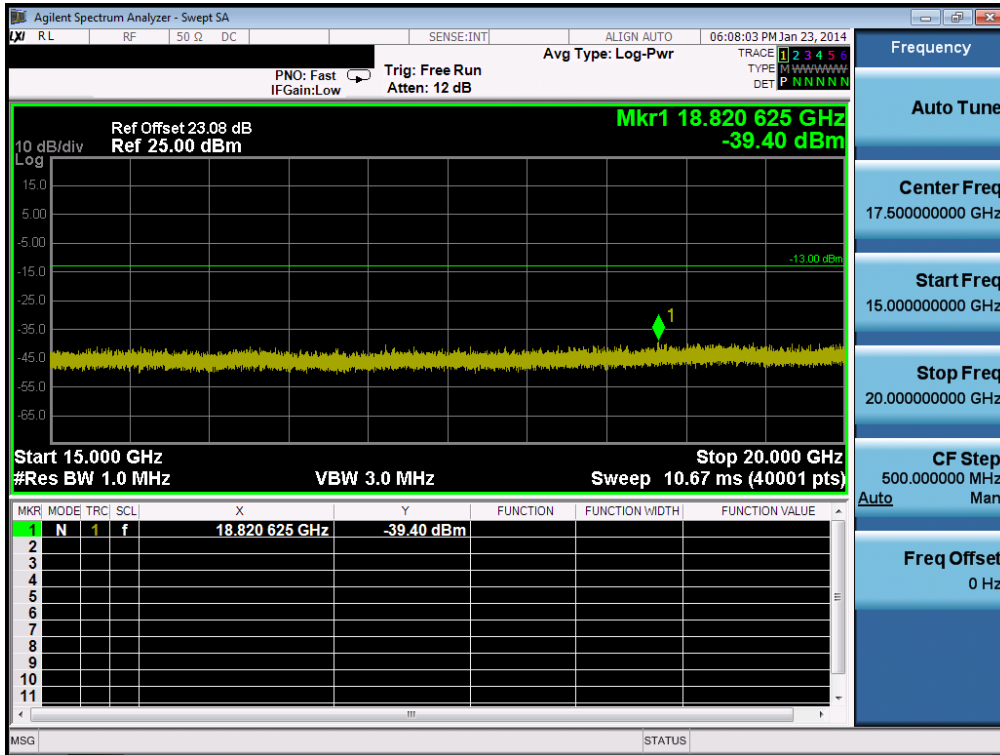 Agilent Spectrum Analyzer - Swept SA
LXI RL RF 50 Ω DC SENSE:INT ALIGN AUTO 06:08:03 PM Jan 23, 2014
PNO: Fast Trig: Free Run Avg Type: Log-Pwr TRACE 1 2 3 4 5 6
IFGain:Low Atten: 12 dB TYPE M WWWWW
DET P N N N N N
Frequency
Auto Tune
Center Freq
17.500000000 GHz
Start Freq
15.000000000 GHz
Stop Freq
20.000000000 GHz
CF Step
500.000000 MHz
Auto Man
Freq Offset
0 Hz
Mkr1 18.820 625 GHz
-39.40 dBm
Ref Offset 23.08 dB
10 dB/div Ref 25.00 dBm
Log
15.0
5.00
-5.00
-13.00 dBm
-15.0
-25.0
1
-35.0
-45.0
-55.0
-65.0
Start 15.000 GHz Stop 20.000 GHz
#Res BW 1.0 MHz VBW 3.0 MHz Sweep 10.67 ms (40001 pts)
MKR MODE TRC SCL X Y FUNCTION FUNCTION WIDTH FUNCTION VALUE
1 N 1 f 18.820 625 GHz -39.40 dBm
2
3
4
5
6
7
8
9
10
11
MSG STATUS